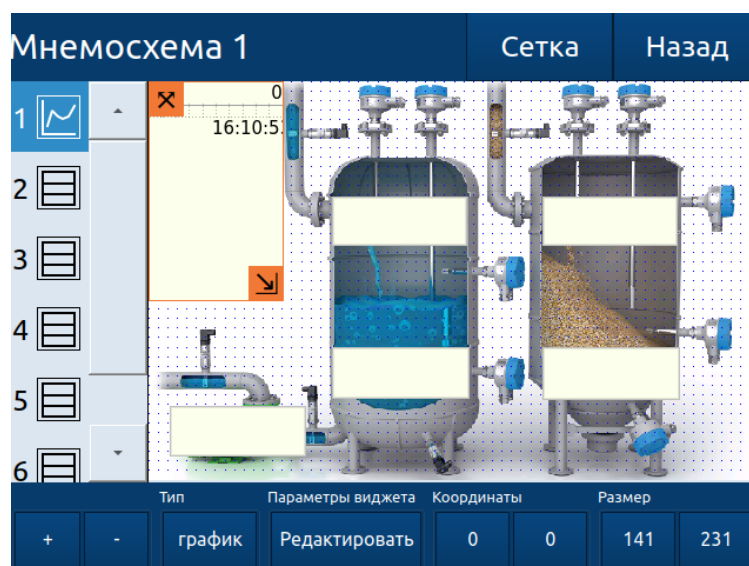 Мнемосхема 1
Сетка
Назад
1
2
3
4
5
6
0
16:10:5
Тип
Параметры виджета
Координаты
Размер
+
-
график
Редактировать
0
0
141
231